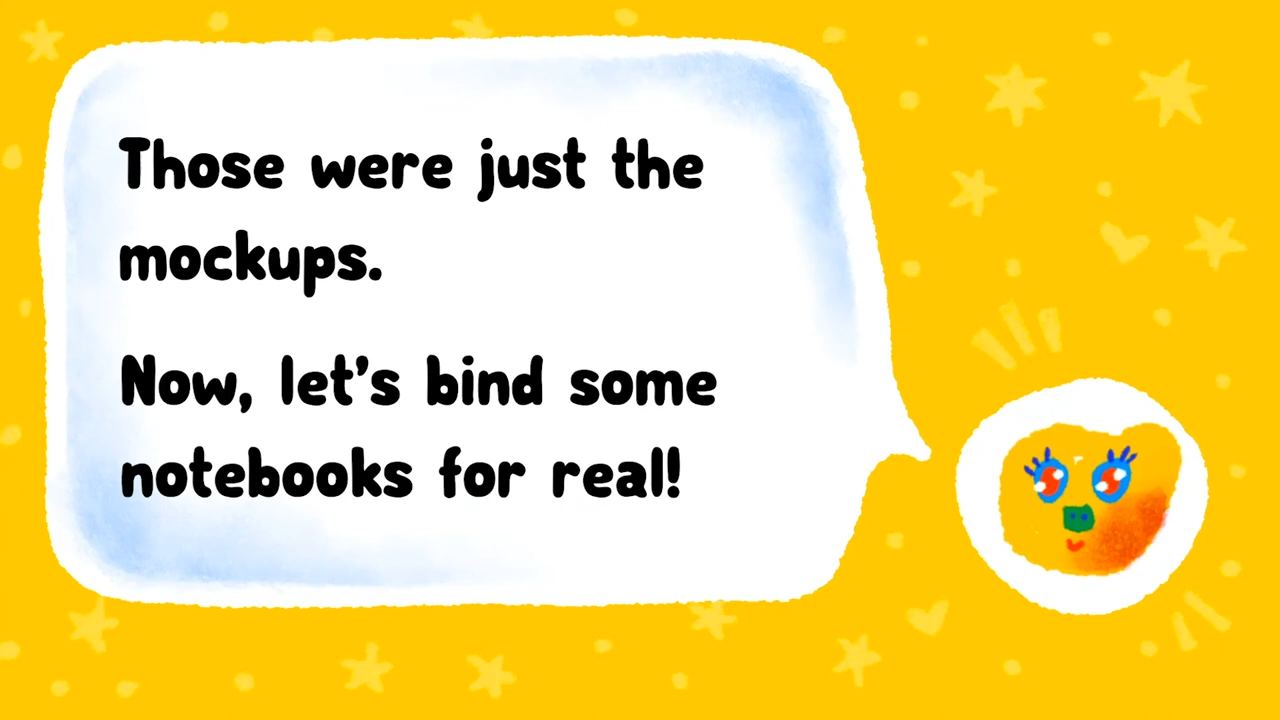 Those were just the
mockups.
Now, let’s bind some
notebooks for real!